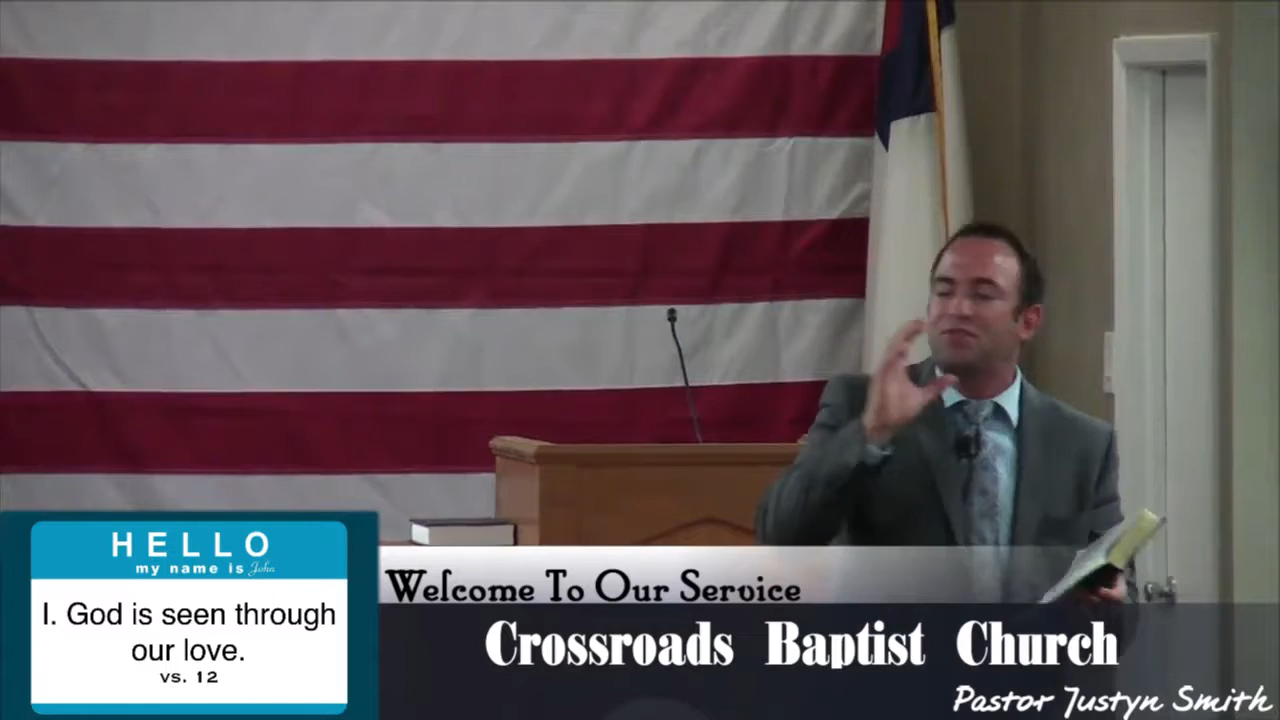 HELLO
my name is John
I. God is seen through
our love.
vs. 12
Welcome To Our Service
Crossroads Baptist Church
Pastor Justyn Smith